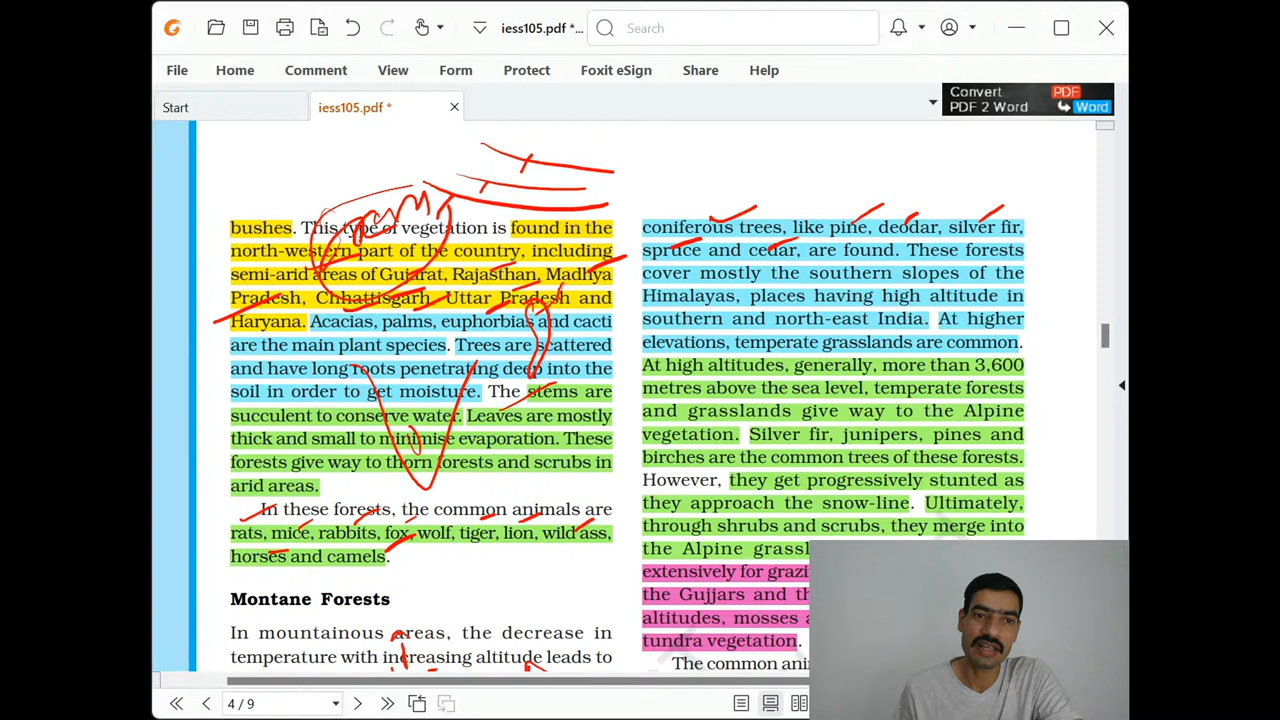 iess105.pdf *...
Search
File Home Comment View Form Protect Foxit eSign Share Help
Start
iess105.pdf *
Convert PDF
PDF 2 Word Word
bushes. This type of vegetation is found in the
north-western part of the country, including
semi-arid areas of Gujarat, Rajasthan, Madhya
Pradesh, Chhattisgarh, Uttar Pradesh and
Haryana. Acacias, palms, euphorbias and cacti
are the main plant species. Trees are scattered
and have long roots penetrating deep into the
soil in order to get moisture. The stems are
succulent to conserve water. Leaves are mostly
thick and small to minimise evaporation. These
forests give way to thorn forests and scrubs in
arid areas.
In these forests, the common animals are
rats, mice, rabbits, fox, wolf, tiger, lion, wild ass,
horses and camels.
Montane Forests
In mountainous areas, the decrease in
temperature with increasing altitude leads to
coniferous trees, like pine, deodar, silver fir,
spruce and cedar, are found. These forests
cover mostly the southern slopes of the
Himalayas, places having high altitude in
southern and north-east India. At higher
elevations, temperate grasslands are common.
At high altitudes, generally, more than 3,600
metres above the sea level, temperate forests
and grasslands give way to the Alpine
vegetation. Silver fir, junipers, pines and
birches are the common trees of these forests.
However, they get progressively stunted as
they approach the snow-line. Ultimately,
through shrubs and scrubs, they merge into
the Alpine
extensively for
the Gujjars and
altitudes, mosses
tundra vegetation.
The common
4 / 9